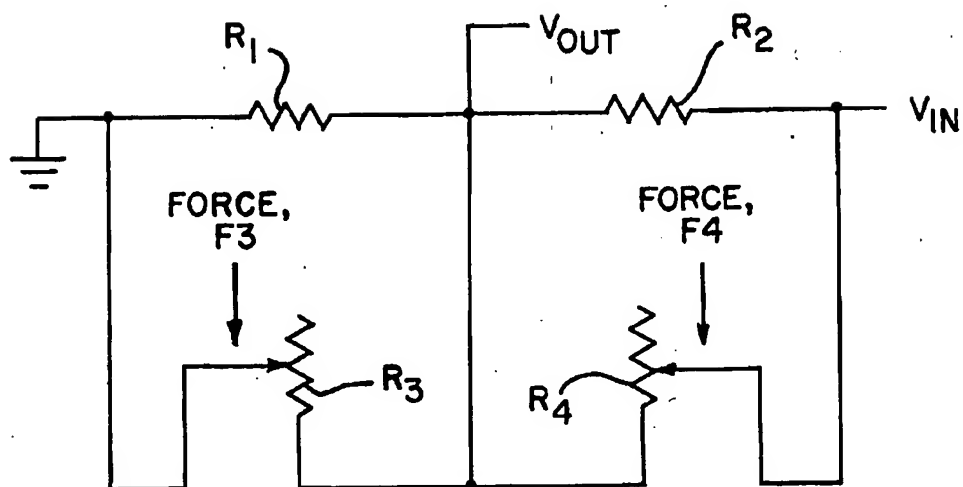 R1
VOUT
R2
VIN
FORCE,
F3
FORCE,
F4
R3
R4